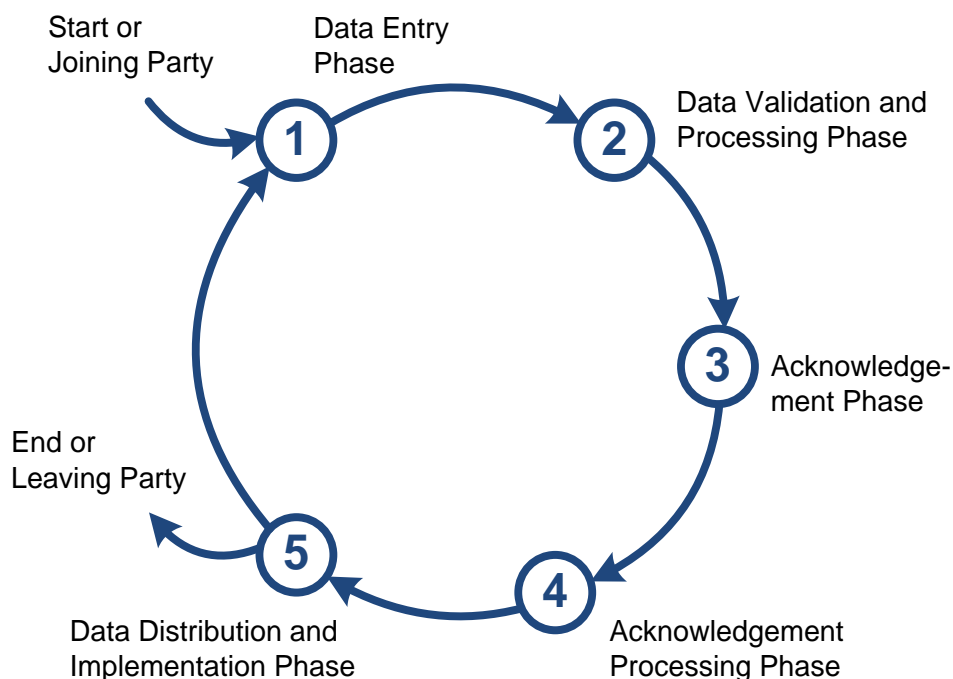 Start or
Joining Party
Data Entry
Phase
1
2
Data Validation and
Processing Phase
3
Acknowledge-
ment Phase
End or
Leaving Party
5
4
Data Distribution and
Implementation Phase
Acknowledgement
Processing Phase